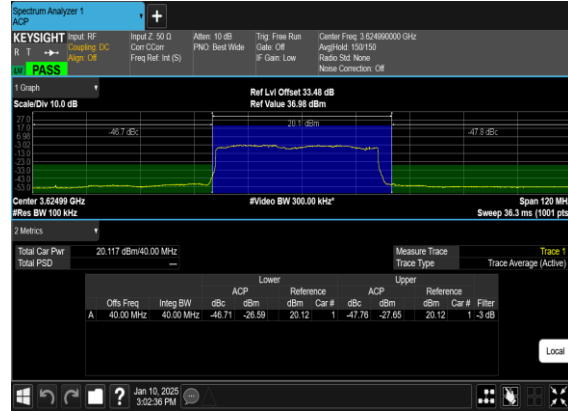 Spectrum Analyzer 1
ACP
KEYSIGHT Input: RF
R T Coupling: DC
Align: Off
LM PASS
Input Z: 50 Ω
Corr CCorr
Freq Ref: Int (S)
Atten: 10 dB
PNO: Best Wide
Trig: Free Run
Gate: Off
IF Gain: Low
Center Freq: 3.624990000 GHz
Avg|Hold: 150/150
Radio Std: None
Noise Correction: Off
1 Graph
Scale/Div 10.0 dB
Ref Lvl Offset 33.48 dB
Ref Value 36.98 dBm
27.0
17.0
6.98
-3.02
-13.0
-23.0
-33.0
-43.0
-53.0
-46.7 dBc
20.1 dBm
-47.8 dBc
Center 3.62499 GHz
#Res BW 100 kHz
#Video BW 300.00 kHz*
Span 120 MHz
Sweep 36.3 ms (1001 pts)
2 Metrics
Total Car Pwr 20.117 dBm/40.00 MHz
Total PSD —
Measure Trace Trace 1
Trace Type Trace Average (Active)
Lower Upper
ACP Reference ACP Reference
Offs Freq Integ BW dBc dBm dBm Car # dBc dBm dBm Car # Filter
A 40.00 MHz 40.00 MHz -46.71 -26.59 20.12 1 -47.76 -27.65 20.12 1 -3 dB
Local
Jan 10, 2025
3:02:36 PM